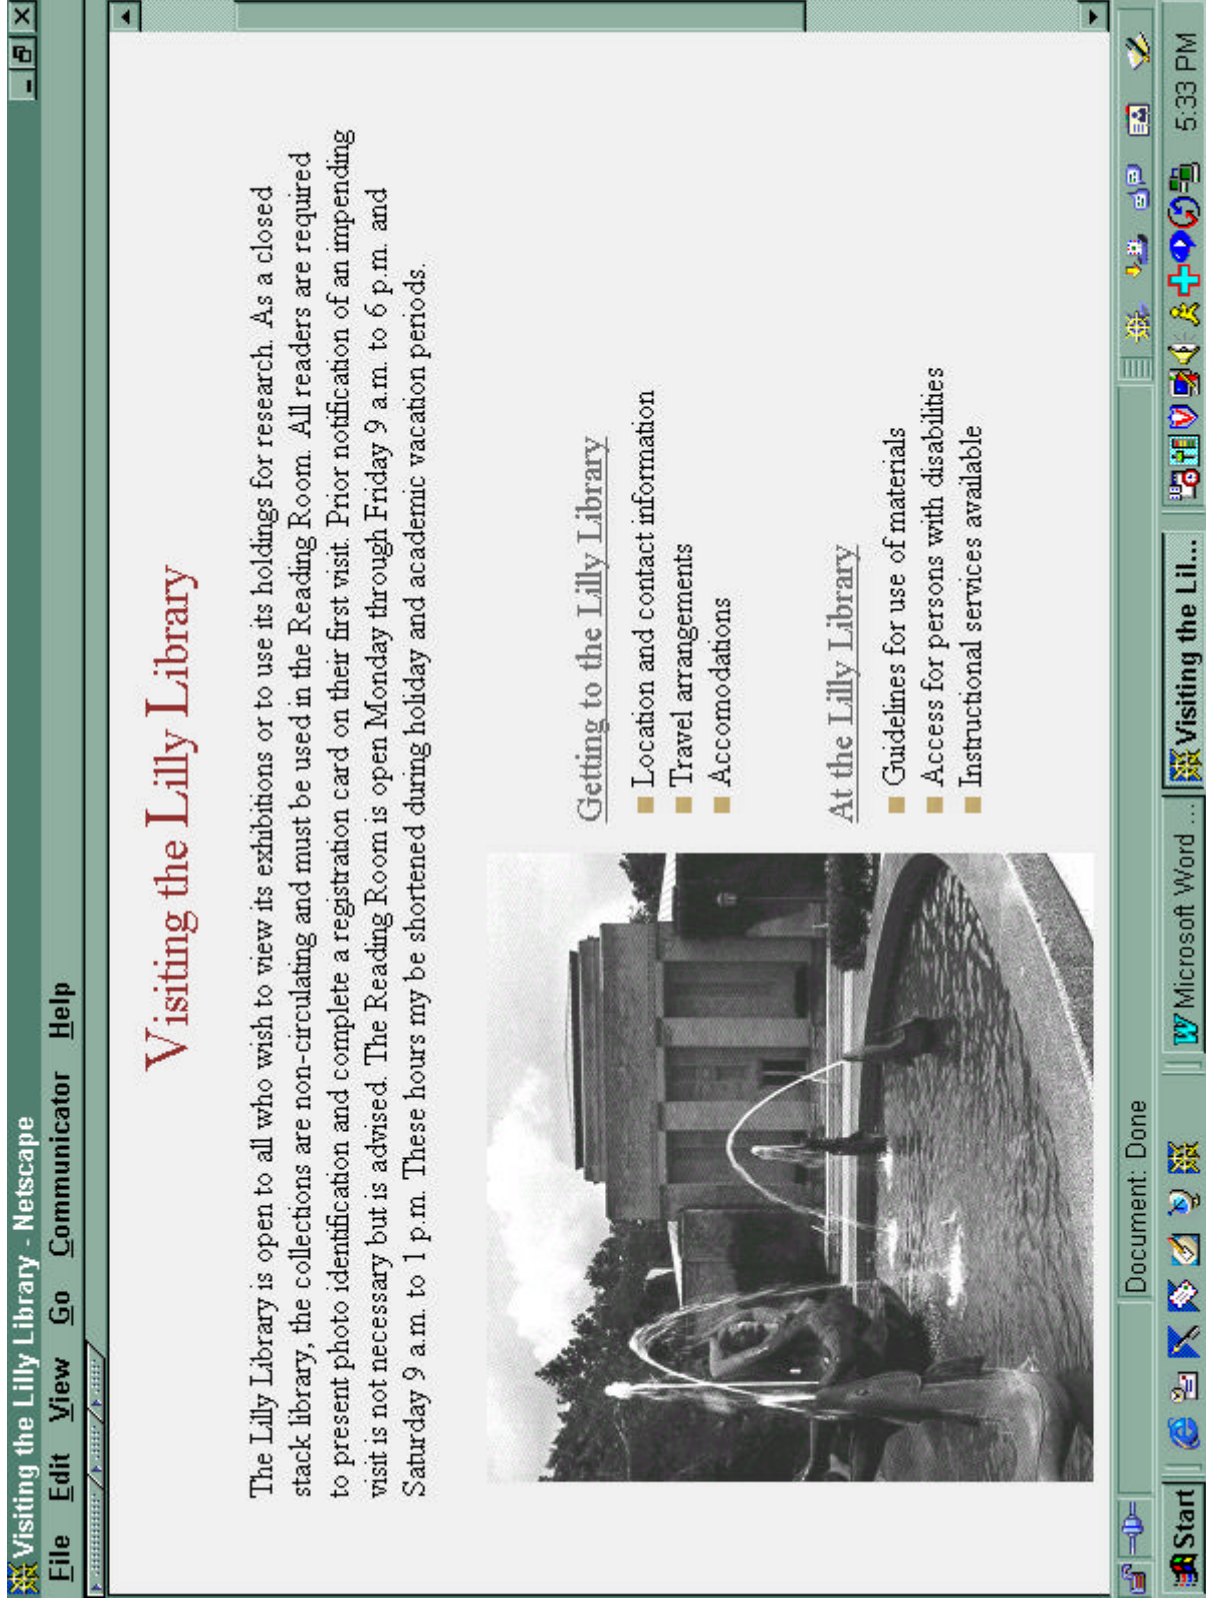 Visiting the Lilly Library - Netscape
File Edit View Go Communicator Help
Visiting the Lilly Library
The Lilly Library is open to all who wish to view its exhibitions or to use its holdings for research. As a closed
stack library, the collections are non-circulating and must be used in the Reading Room. All readers are required
to present photo identification and complete a registration card on their first visit. Prior notification of an impending
visit is not necessary but is advised. The Reading Room is open Monday through Friday 9 a.m. to 6 p.m. and
Saturday 9 a.m. to 1 p.m. These hours my be shortened during holiday and academic vacation periods.
Getting to the Lilly Library
Location and contact information
Travel arrangements
Accomodations
At the Lilly Library
Guidelines for use of materials
Access for persons with disabilities
Instructional services available
Document: Done
Start Microsoft Word ... Visiting the Lil... 5:33 PM